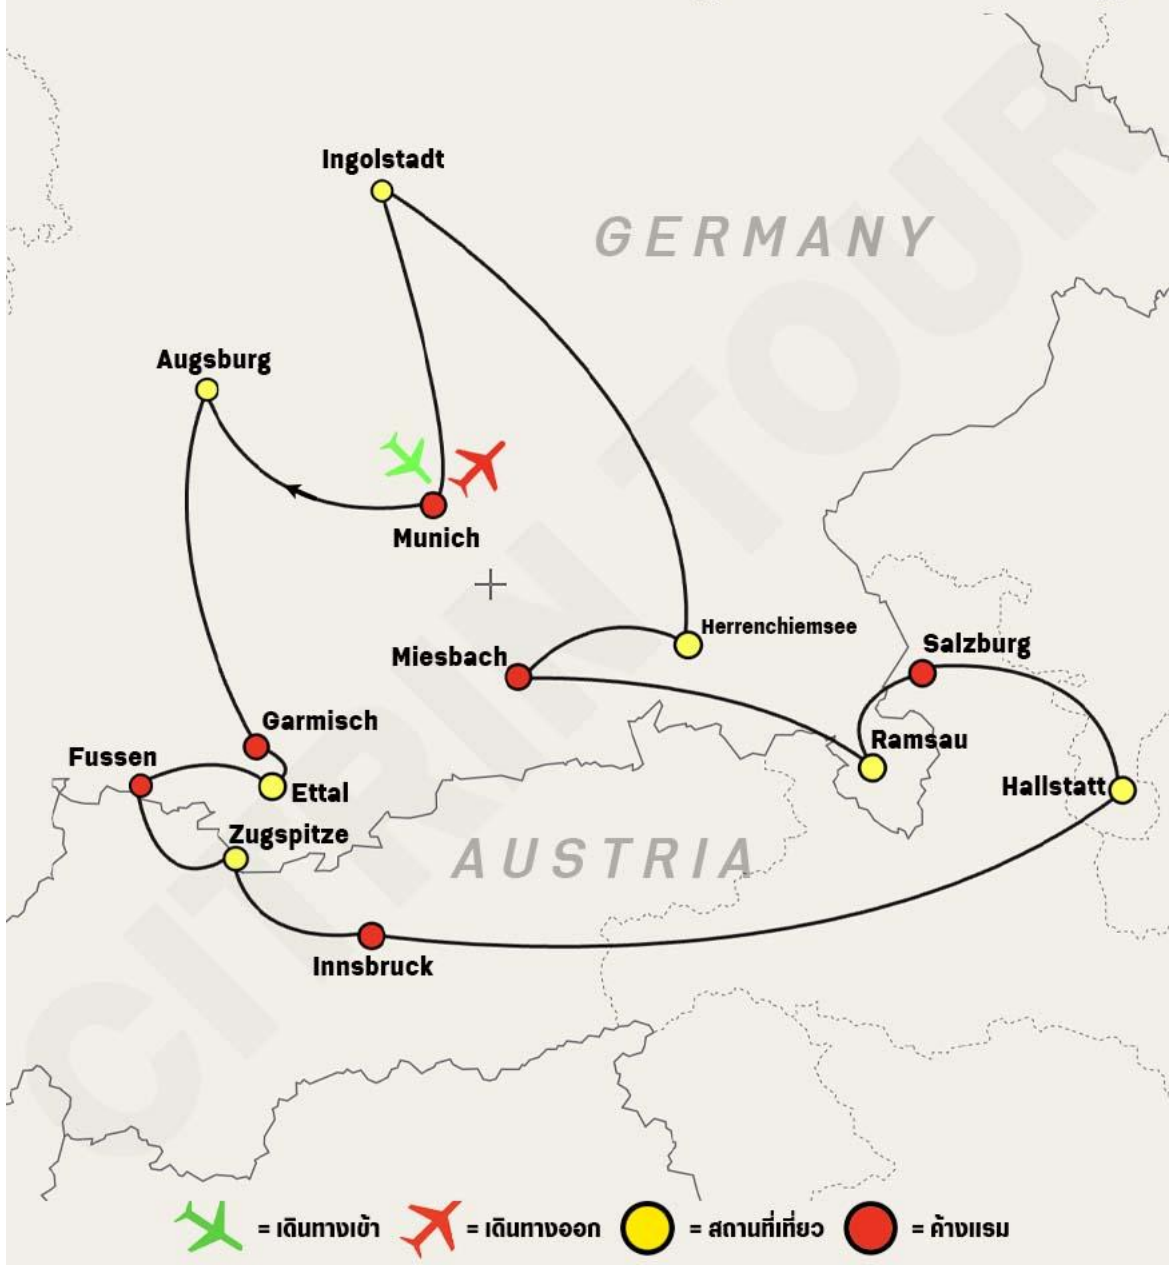 Ingolstadt
GERMANY
Augsburg
Munich
Herrenchiemsee
Salzburg
Miesbach
Garmisch
Ramsau
Fussen
Ettal
Hallstatt
Zugspitze
AUSTRIA
Innsbruck
CITRIN TOUR
= เดินทางเข้า = เดินทางออก = สถานที่เที่ยว = ค้างแรม